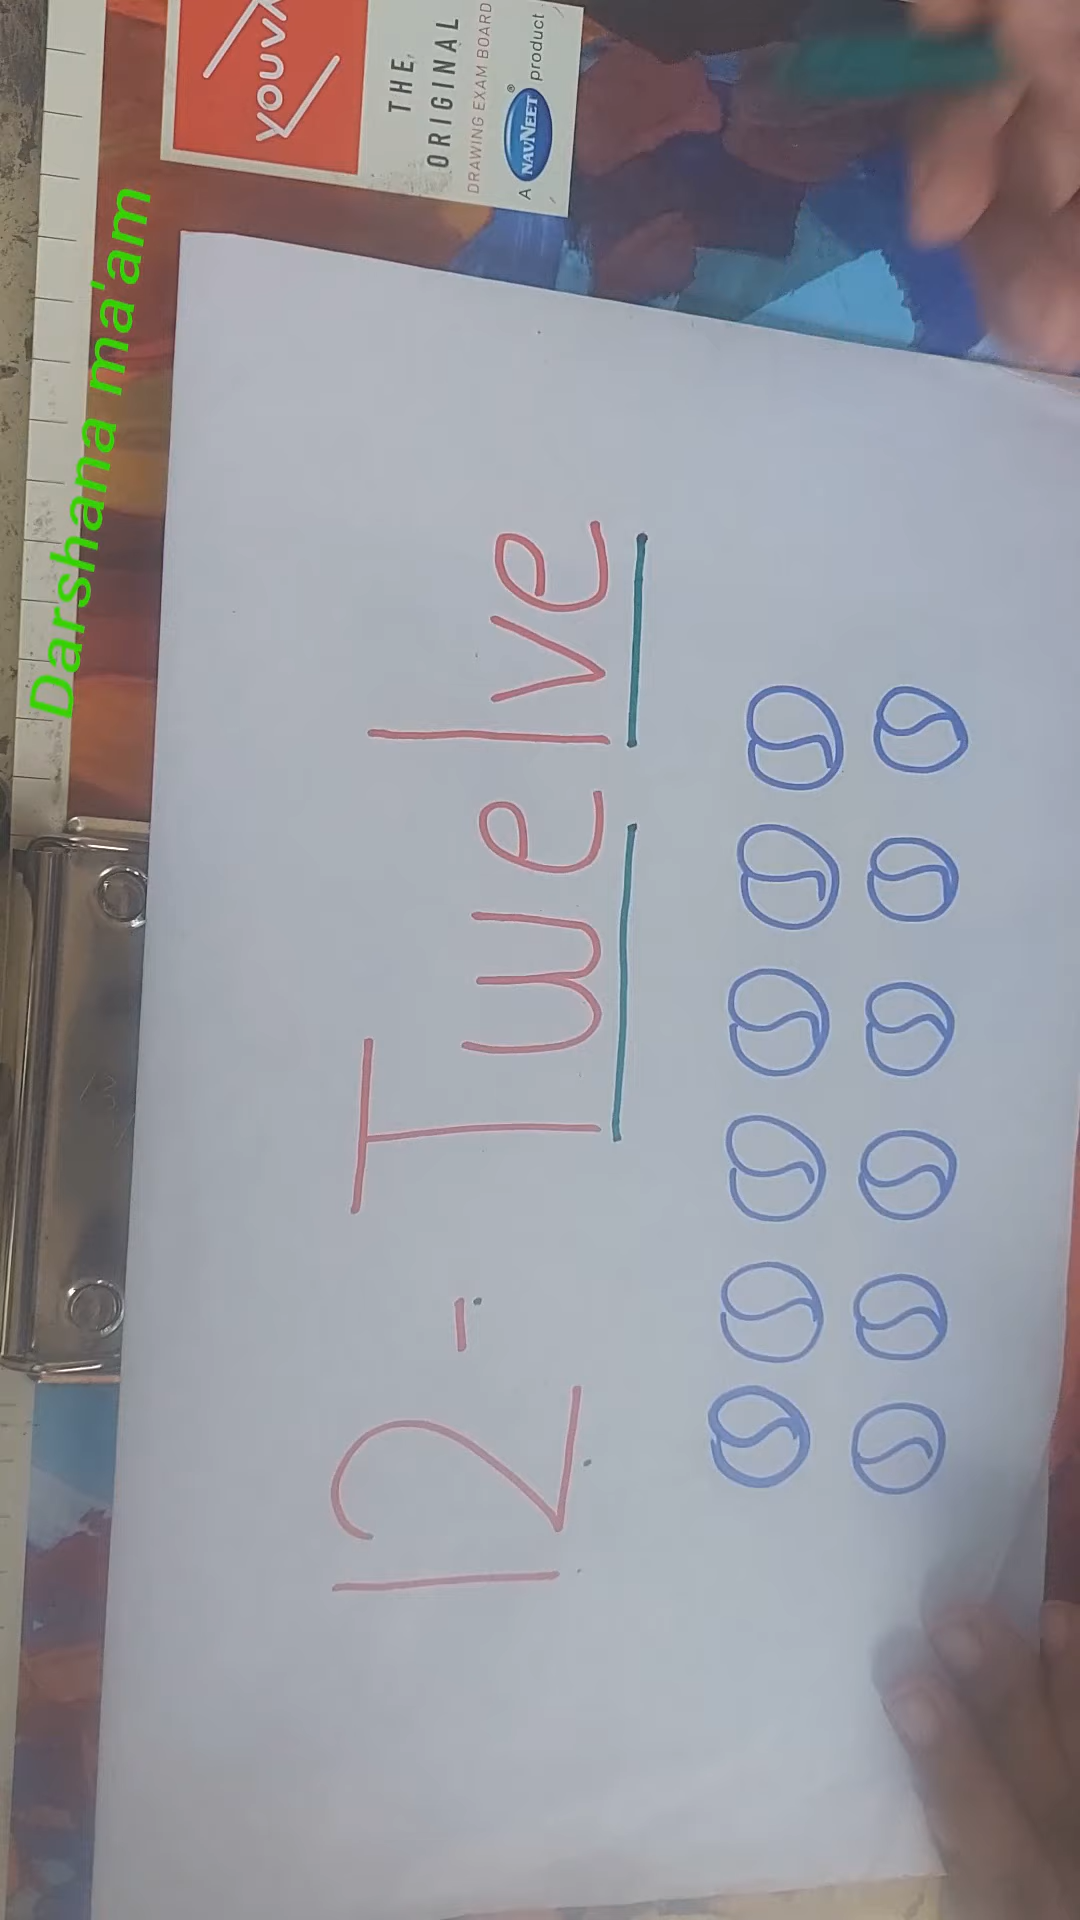 YOUVA
THE
ORIGINAL
DRAWING EXAM BOARD
A NAVNEET® product
Darshana ma'am
12 - Twelve